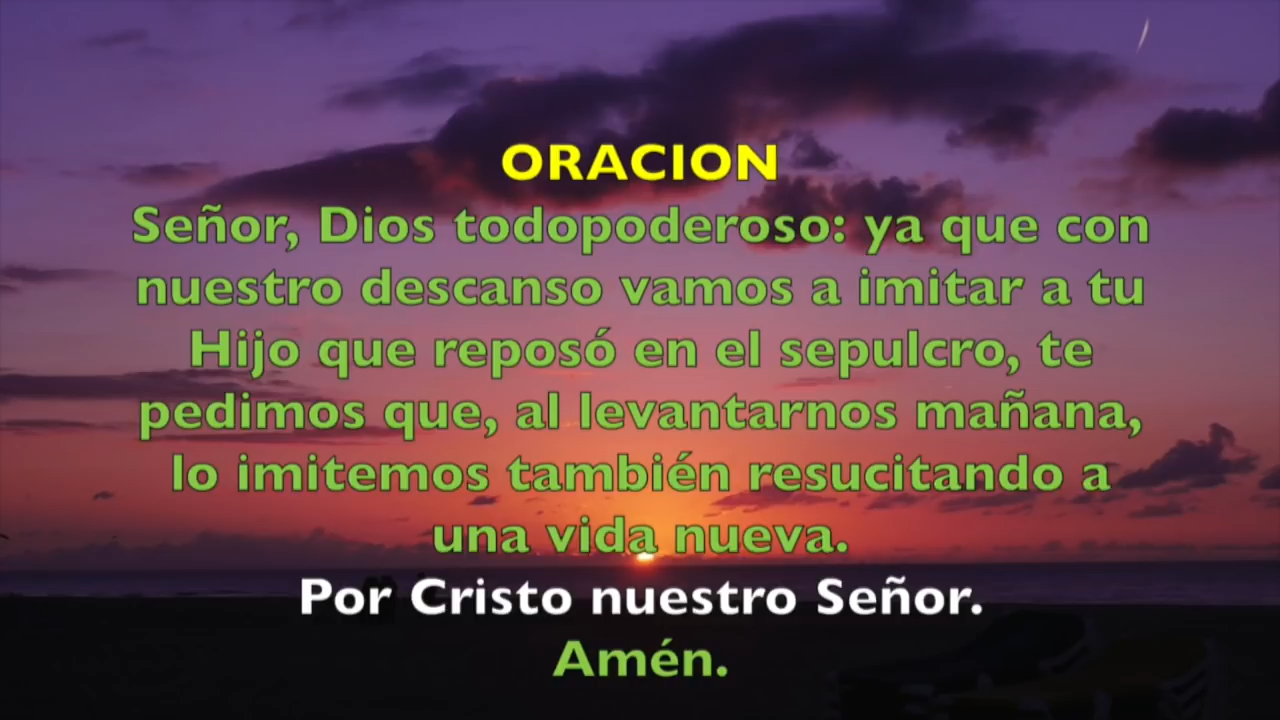 ORACION
Señor, Dios todopoderoso: ya que con
nuestro descanso vamos a imitar a tu
Hijo que reposó en el sepulcro, te
pedimos que, al levantarnos mañana,
lo imitemos también resucitando a
una vida nueva.
Por Cristo nuestro Señor.
Amén.